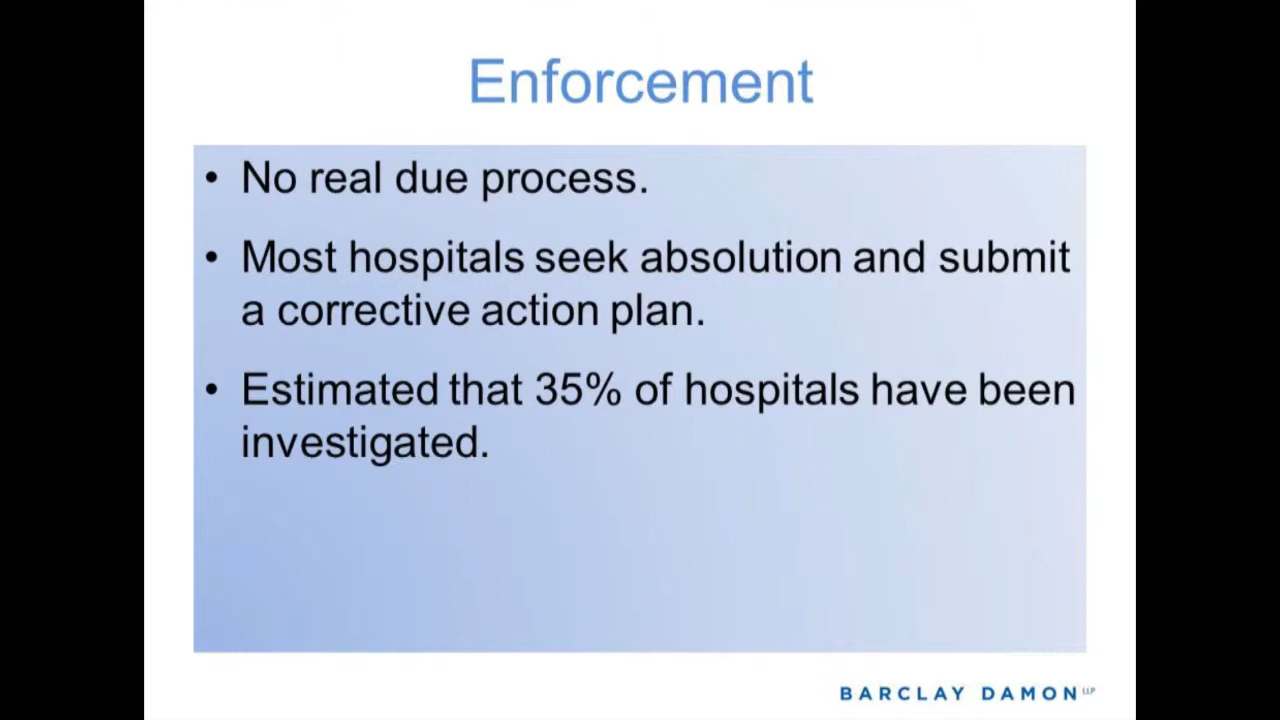 Enforcement
• No real due process.
• Most hospitals seek absolution and submit
a corrective action plan.
• Estimated that 35% of hospitals have been
investigated.
BARCLAY DAMON LLP